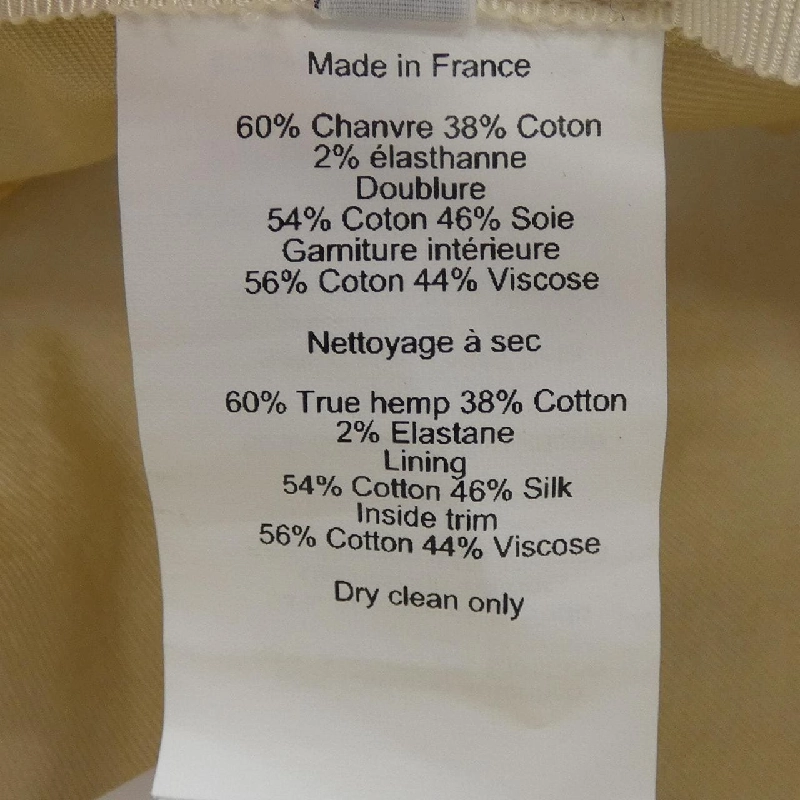 Made in France
60% Chanvre 38% Coton
2% élasthanne
Doublure
54% Coton 46% Soie
Garniture intérieure
56% Coton 44% Viscose
Nettoyage à sec
60% True hemp 38% Cotton
2% Elastane
Lining
54% Cotton 46% Silk
Inside trim
56% Cotton 44% Viscose
Dry clean only